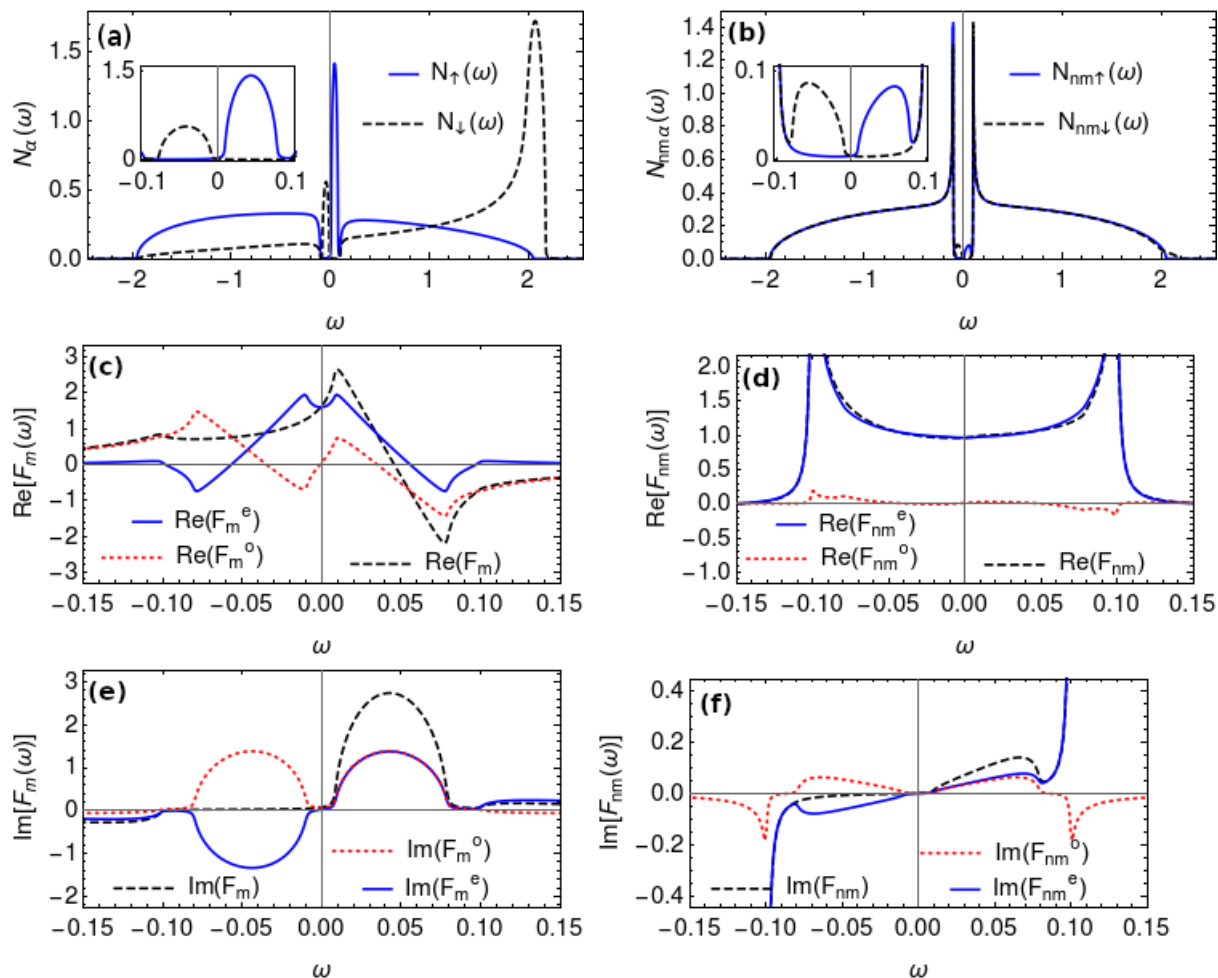 (a)
N↑(ω)
N↓(ω)
Nα(ω)
1.5
1.0
0.5
0.0
1.5
0
−0.1 0 0.1
−2 −1 0 1 2
ω
(b)
Nnm↑(ω)
Nnm↓(ω)
Nnmα(ω)
1.4
1.2
1.0
0.8
0.6
0.4
0.2
0.0
0.1
0
−0.1 0 0.1
−2 −1 0 1 2
ω
(c)
Re[Fm(ω)]
3
2
1
0
−1
−2
−3
Re(Fm^e)
Re(Fm^o)
Re(Fm)
−0.15 −0.10 −0.05 0.00 0.05 0.10 0.15
ω
(d)
Re[Fnm(ω)]
2.0
1.5
1.0
0.5
0.0
−0.5
−1.0
Re(Fnm^e)
Re(Fnm^o)
Re(Fnm)
−0.15 −0.10 −0.05 0.00 0.05 0.10 0.15
ω
(e)
Im[Fm(ω)]
3
2
1
0
−1
−2
Im(Fm^o)
Im(Fm)
Im(Fm^e)
−0.15 −0.10 −0.05 0.00 0.05 0.10 0.15
ω
(f)
Im[Fnm(ω)]
0.4
0.2
0.0
−0.2
−0.4
Im(Fnm^o)
Im(Fnm)
Im(Fnm^e)
−0.15 −0.10 −0.05 0.00 0.05 0.10 0.15
ω